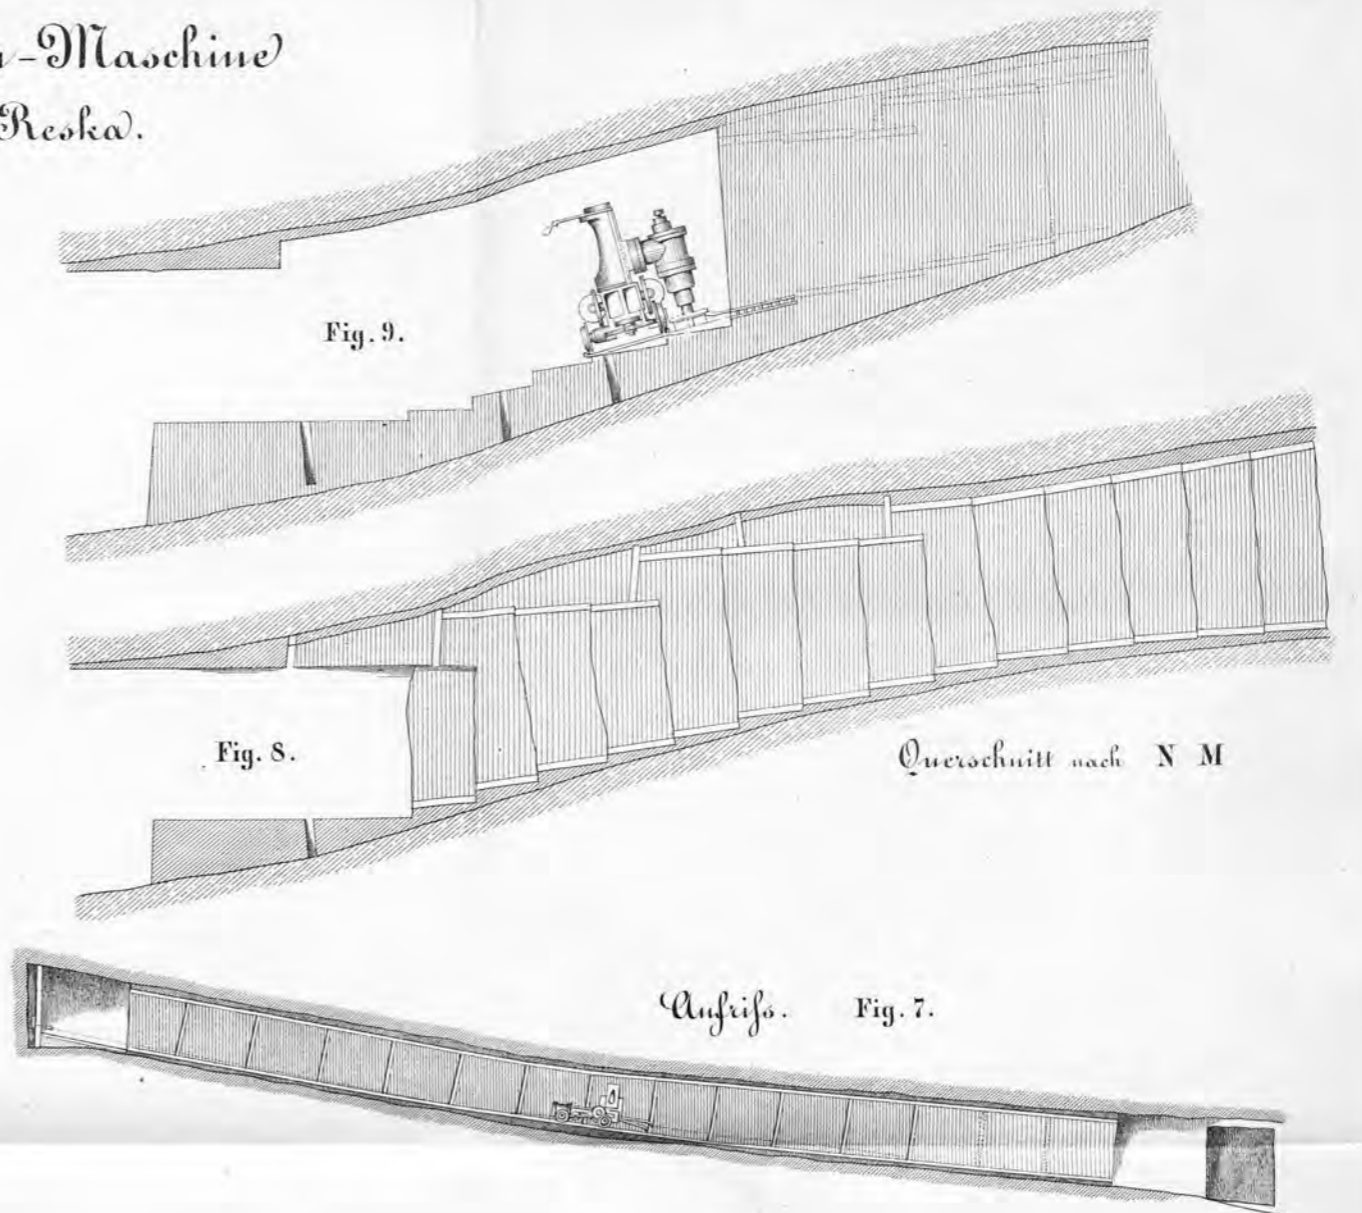 -Maschine
Reska.
Fig. 9.
Fig. 8.
Querschnitt nach N M
Aufriſs. Fig. 7.